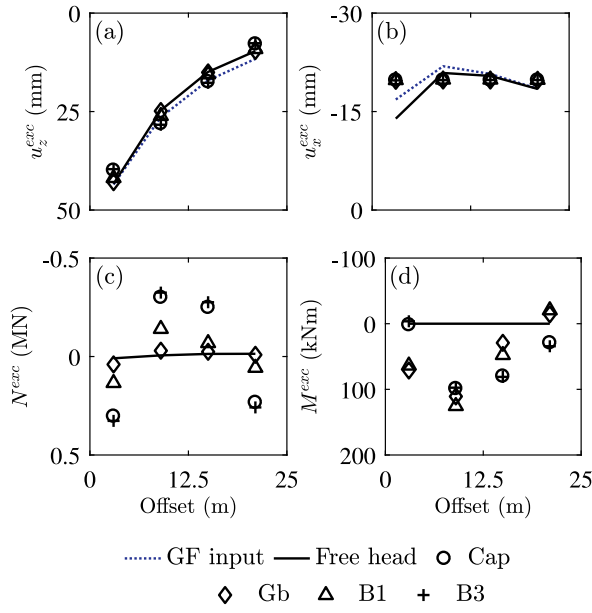 0
25
50
u_z^{exc} (mm)
(a)
-30
-15
0
u_x^{exc} (mm)
(b)
-0.5
0
0.5
N^{exc} (MN)
(c)
0 12.5 25
Offset (m)
-100
0
100
200
M^{exc} (kNm)
(d)
0 12.5 25
Offset (m)
GF input Free head Cap
Gb B1 B3